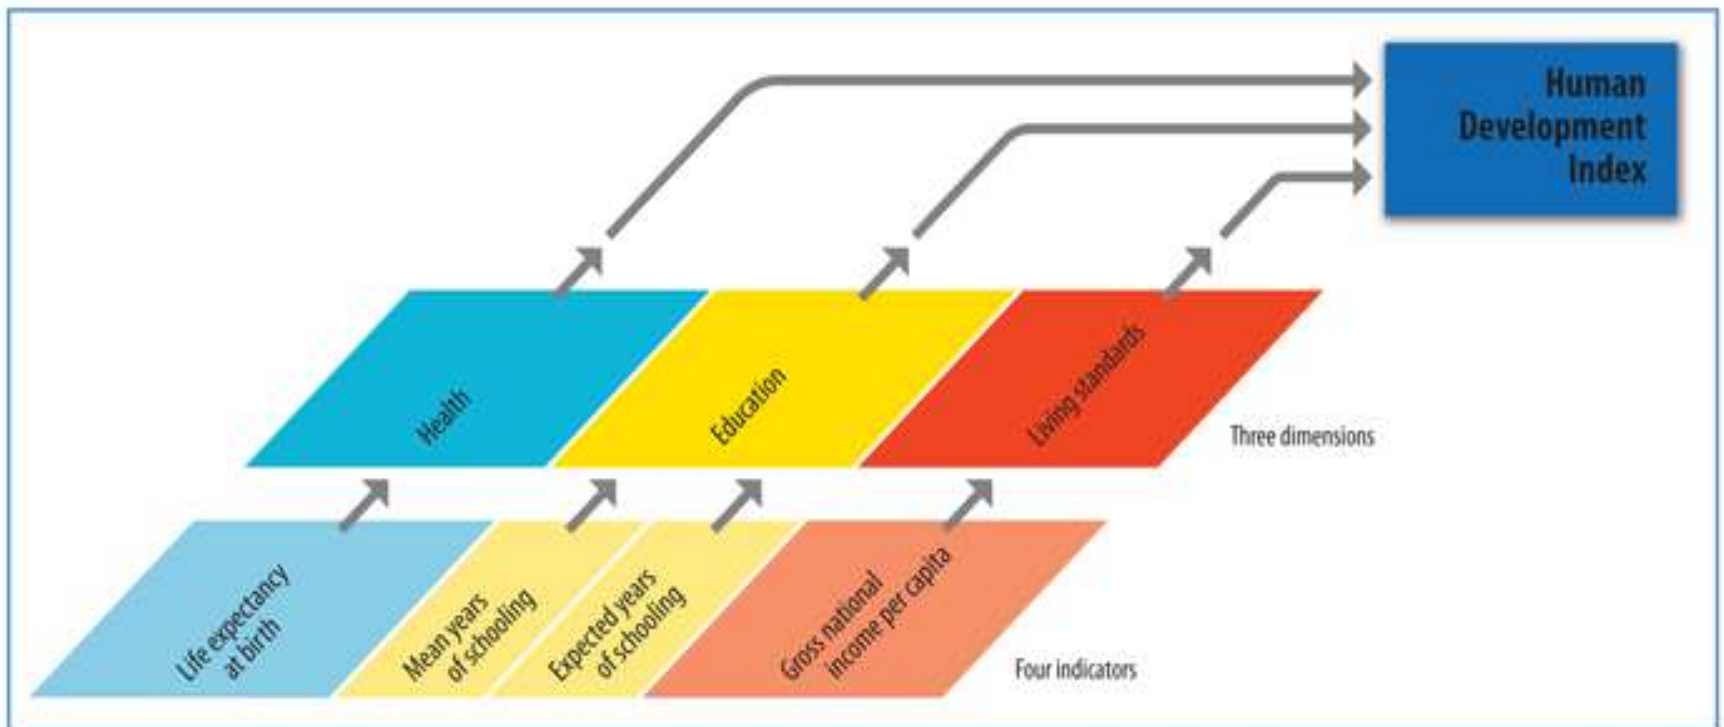 Human
Development
Index
Health
Education
Living standards
Three dimensions
Life expectancy
at birth
Mean years
of schooling
Expected years
of schooling
Gross national
income per capita
Four indicators